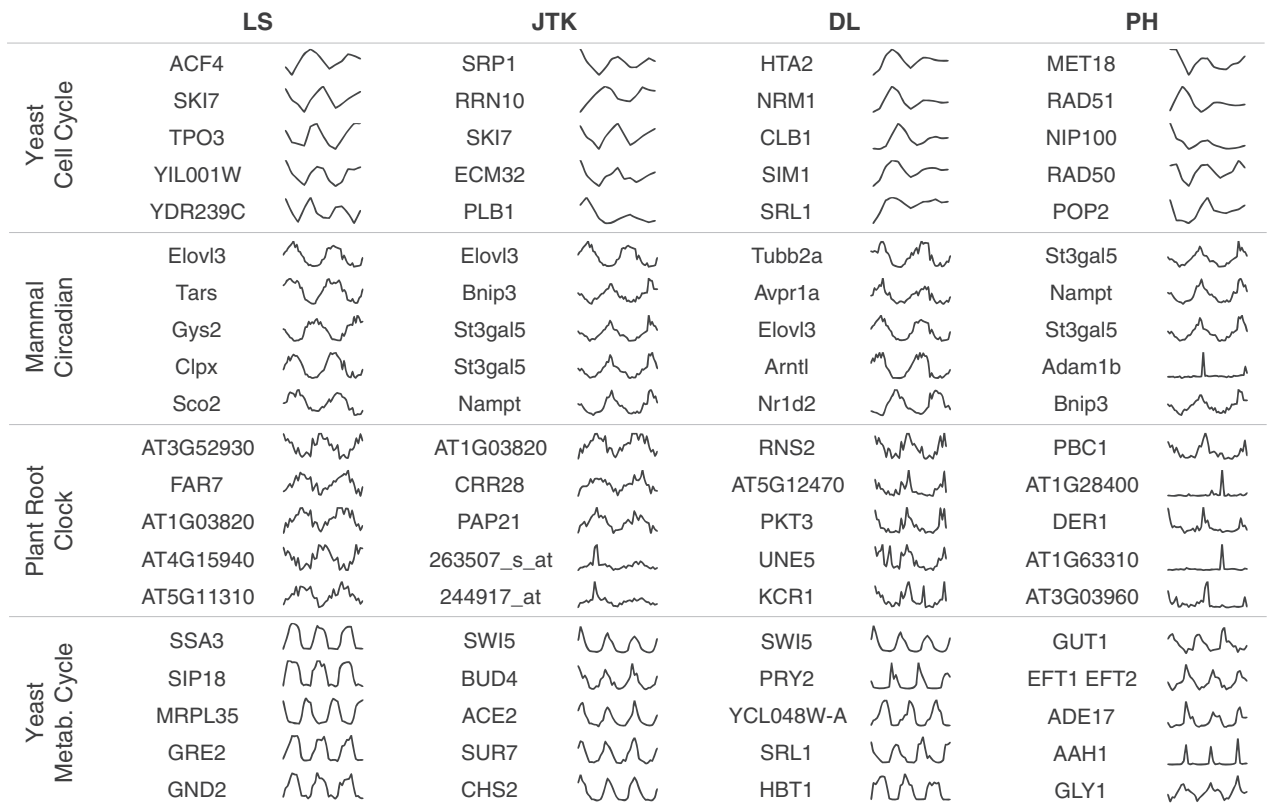 LS JTK DL PH
Yeast
Cell Cycle
ACF4 SRP1 HTA2 MET18
SKI7 RRN10 NRM1 RAD51
TPO3 SKI7 CLB1 NIP100
YIL001W ECM32 SIM1 RAD50
YDR239C PLB1 SRL1 POP2
Mammal
Circadian
Elovl3 Elovl3 Tubb2a St3gal5
Tars Bnip3 Avpr1a Nampt
Gys2 St3gal5 Elovl3 St3gal5
Clpx St3gal5 Arntl Adam1b
Sco2 Nampt Nr1d2 Bnip3
Plant Root
Clock
AT3G52930 AT1G03820 RNS2 PBC1
FAR7 CRR28 AT5G12470 AT1G28400
AT1G03820 PAP21 PKT3 DER1
AT4G15940 263507_s_at UNE5 AT1G63310
AT5G11310 244917_at KCR1 AT3G03960
Yeast
Metab. Cycle
SSA3 SWI5 SWI5 GUT1
SIP18 BUD4 PRY2 EFT1 EFT2
MRPL35 ACE2 YCL048W-A ADE17
GRE2 SUR7 SRL1 AAH1
GND2 CHS2 HBT1 GLY1